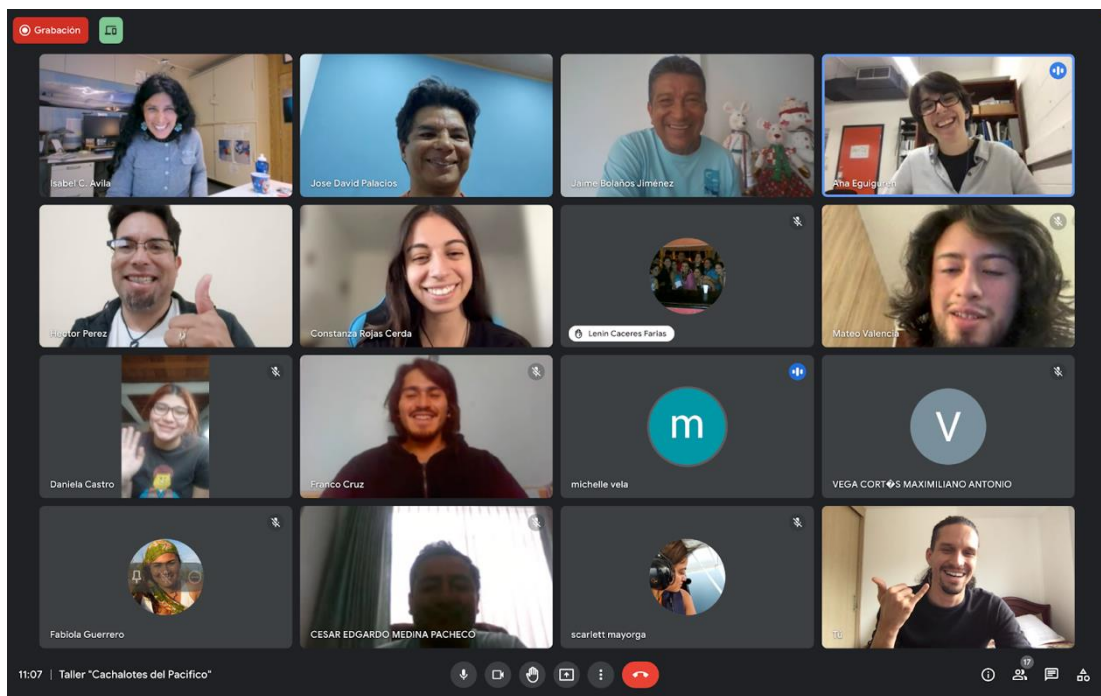 Grabación
Isabel C. Avila
Jose David Palacios
Jaime Bolaños Jiménez
Ana Eguiguren
Hector Perez
Constanza Rojas Cerda
Lenin Caceres Farias
Mateo Valencia
Daniela Castro
Franco Cruz
m
michelle vela
V
VEGA CORT�S MAXIMILIANO ANTONIO
Fabiola Guerrero
CESAR EDGARDO MEDINA PACHECO
scarlett mayorga
Tú
11:07 | Taller "Cachalotes del Pacífico"
17